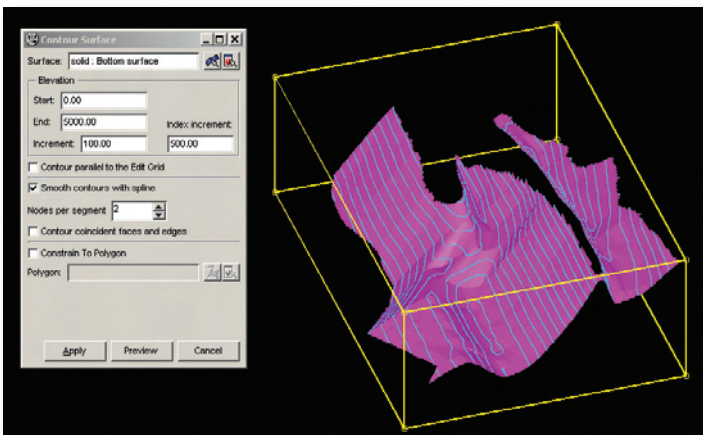 Contour Surface
Surface: solid : Bottom surface
Elevation
Start: 0.00
End: 5000.00 Index increment:
Increment: 100.00 500.00
Contour parallel to the Edit Grid
Smooth contours with spline
Nodes per segment 2
Contour coincident faces and edges
Constrain To Polygon
Polygon:
Apply Preview Cancel